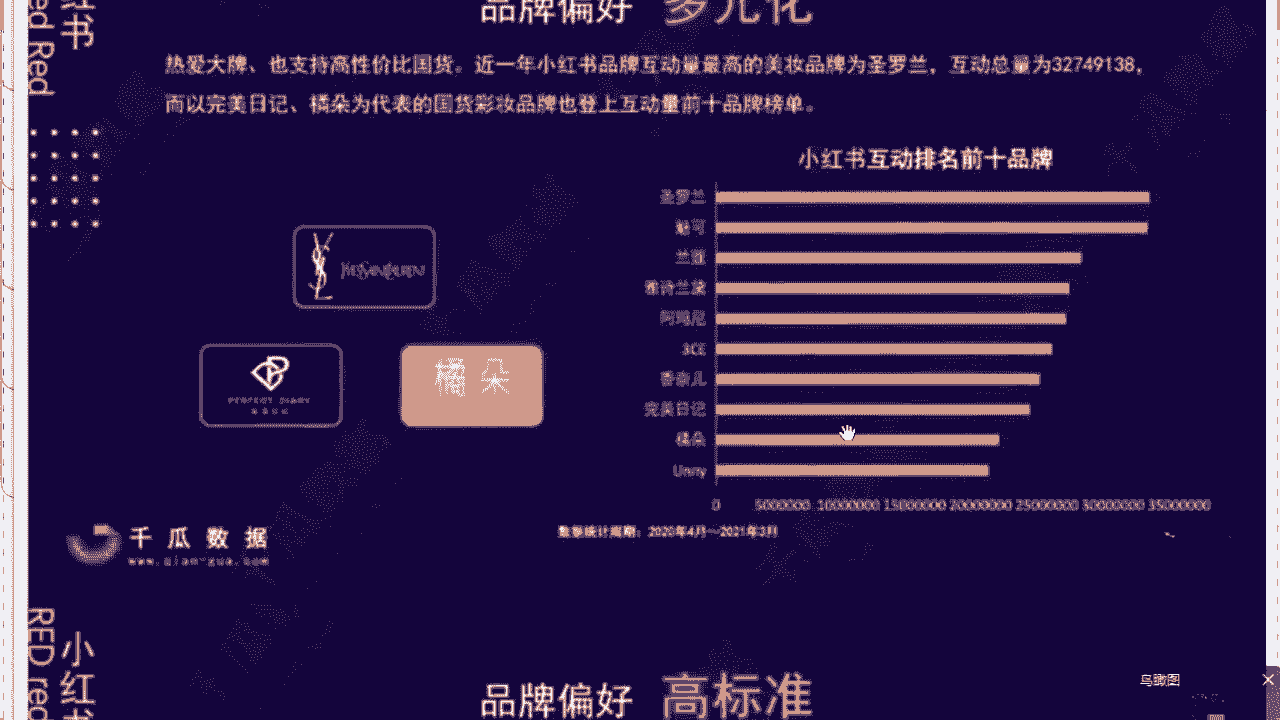 红书
ed Red
品牌偏好 多元化
热爱大牌、也支持高性价比国货。近一年小红书品牌互动量最高的美妆品牌为圣罗兰，互动总量为32749138，
而以完美日记、橘朵为代表的国货彩妆品牌也登上互动量前十品牌榜单。
小红书互动排名前十品牌
圣罗兰
魅可
兰蔻
雅诗兰黛
阿玛尼
3CE
香奈儿
完美日记
橘朵
Unny
0 5000000 10000000 15000000 20000000 25000000 30000000 35000000
数据统计周期：2020年4月—2021年3月
YSL
PERFECT DIARY
橘朵
千瓜数据
www.qian-gua.com
RED red
小红书
品牌偏好 高标准
鸟瞰图